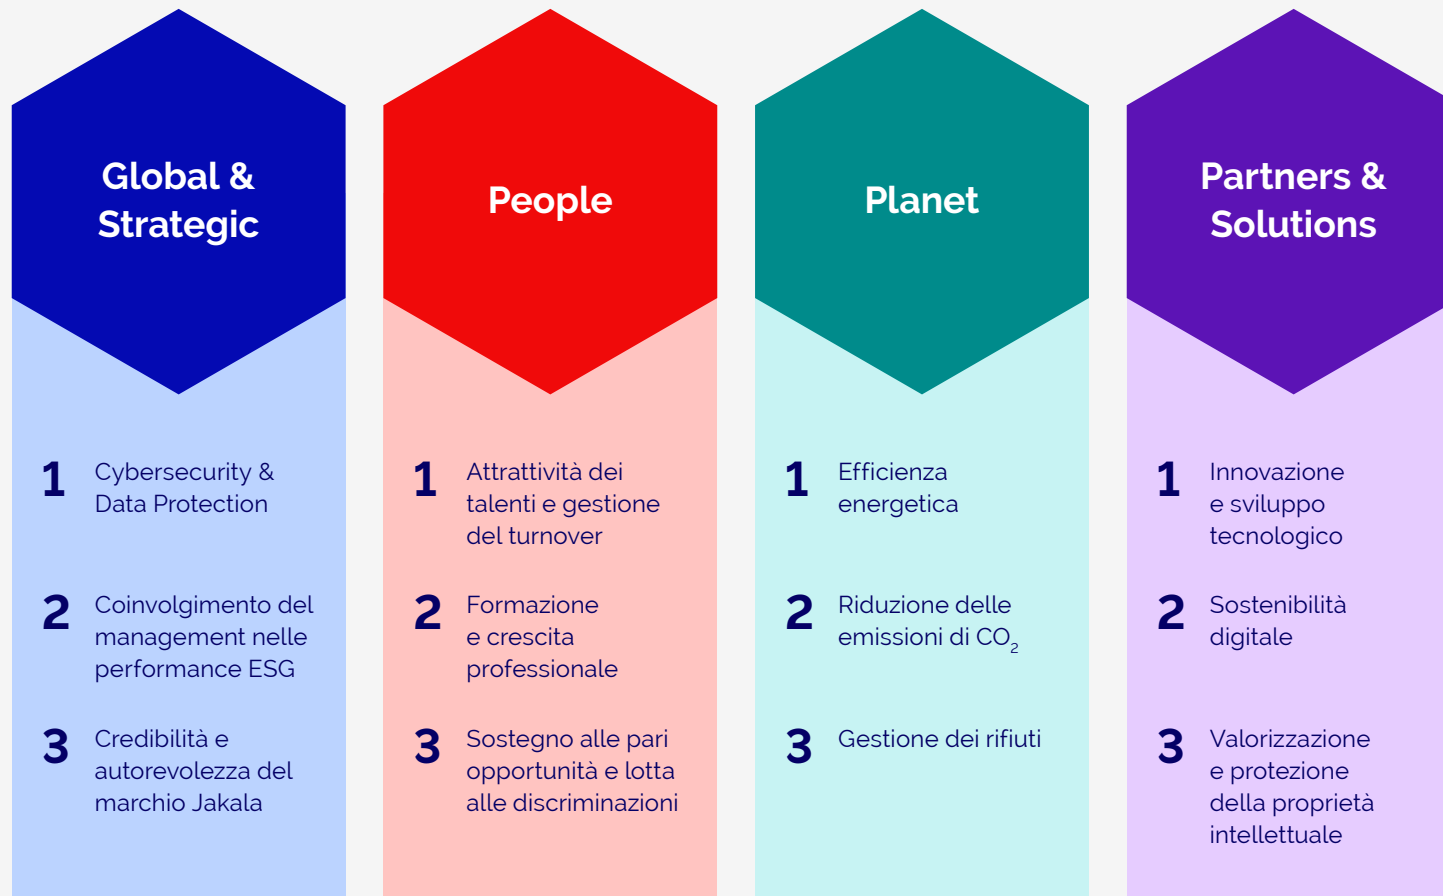 Global &
Strategic
1
Cybersecurity &
Data Protection
2
Coinvolgimento del
management nelle
performance ESG
3
Credibilità e
autorevolezza del
marchio Jakala
People
1
Attrattività dei
talenti e gestione
del turnover
2
Formazione
e crescita
professionale
3
Sostegno alle pari
opportunità e lotta
alle discriminazioni
Planet
1
Efficienza
energetica
2
Riduzione delle
emissioni di CO₂
3
Gestione dei rifiuti
Partners &
Solutions
1
Innovazione
e sviluppo
tecnologico
2
Sostenibilità
digitale
3
Valorizzazione
e protezione
della proprietà
intellettuale